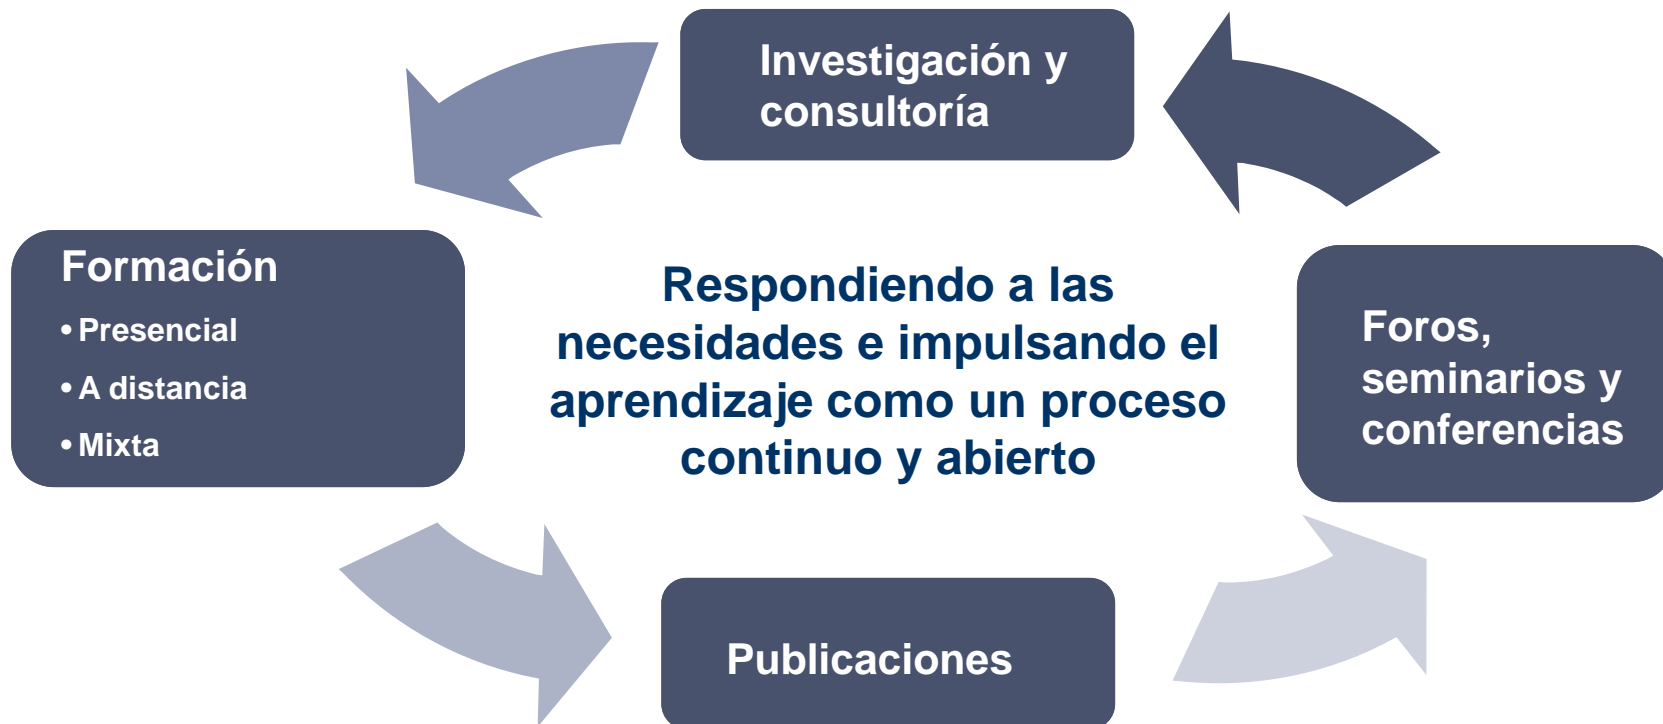 Investigación y
consultoría
Formación
• Presencial
• A distancia
• Mixta
Respondiendo a las
necesidades e impulsando el
aprendizaje como un proceso
continuo y abierto
Foros,
seminarios y
conferencias
Publicaciones